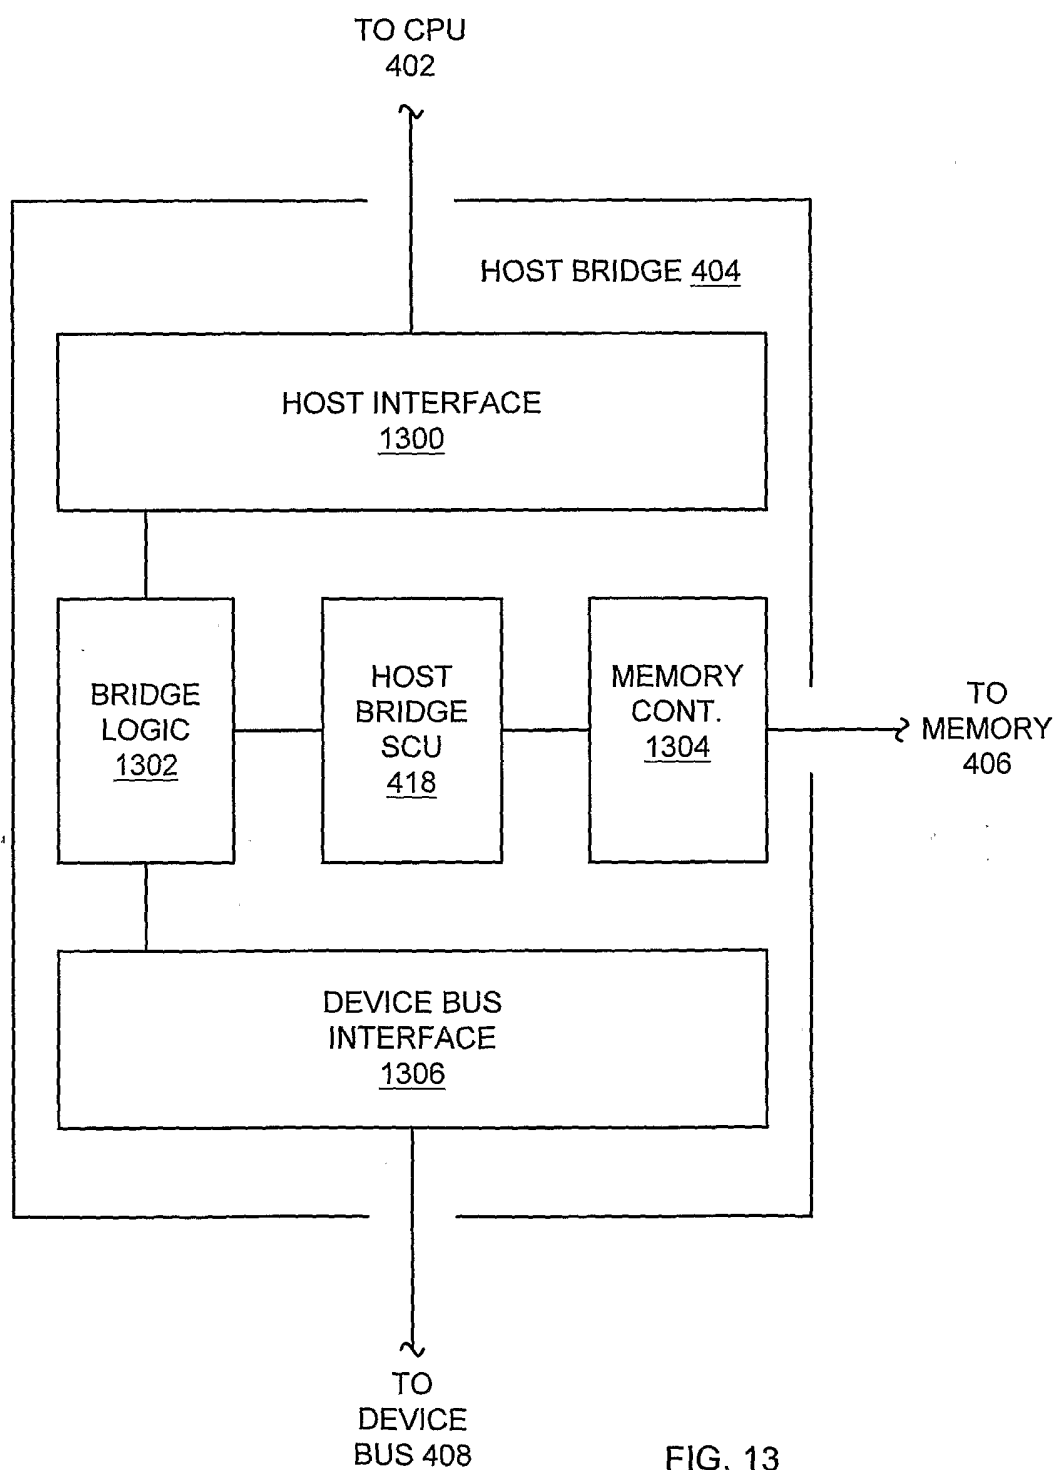 TO CPU
402
HOST BRIDGE 404
HOST INTERFACE
1300
BRIDGE
LOGIC
1302
HOST
BRIDGE
SCU
418
MEMORY
CONT.
1304
TO
MEMORY
406
DEVICE BUS
INTERFACE
1306
TO
DEVICE
BUS 408
FIG. 13